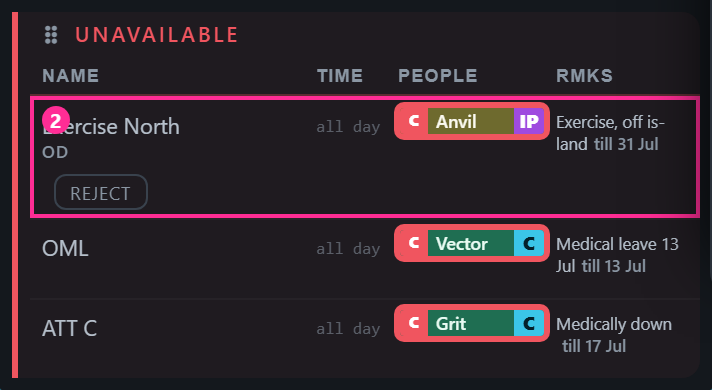 UNAVAILABLE
NAME TIME PEOPLE RMKS
2
Exercise North all day C Anvil IP Exercise, off is-
land till 31 Jul
OD
REJECT
OML all day C Vector C Medical leave 13
Jul till 13 Jul
ATT C all day C Grit C Medically down
till 17 Jul